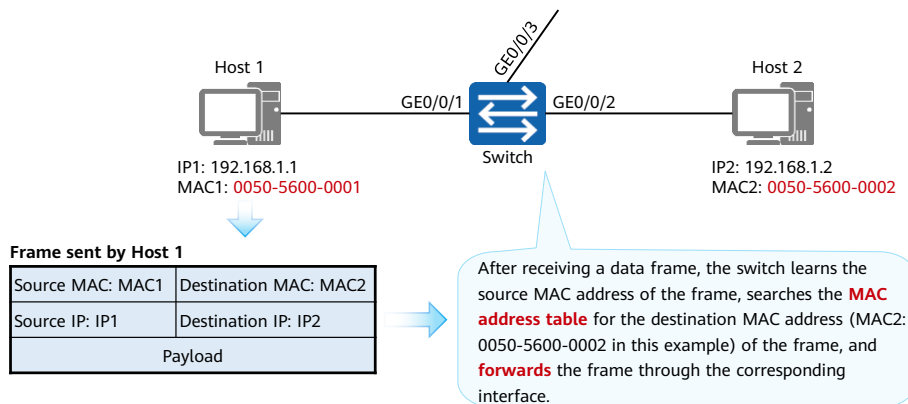 GE0/0/3
Host 1
Host 2
GE0/0/1
GE0/0/2
Switch
IP1: 192.168.1.1
MAC1: 0050-5600-0001
IP2: 192.168.1.2
MAC2: 0050-5600-0002
Frame sent by Host 1
Source MAC: MAC1
Destination MAC: MAC2
Source IP: IP1
Destination IP: IP2
Payload
After receiving a data frame, the switch learns the
source MAC address of the frame, searches the MAC
address table for the destination MAC address (MAC2:
0050-5600-0002 in this example) of the frame, and
forwards the frame through the corresponding
interface.